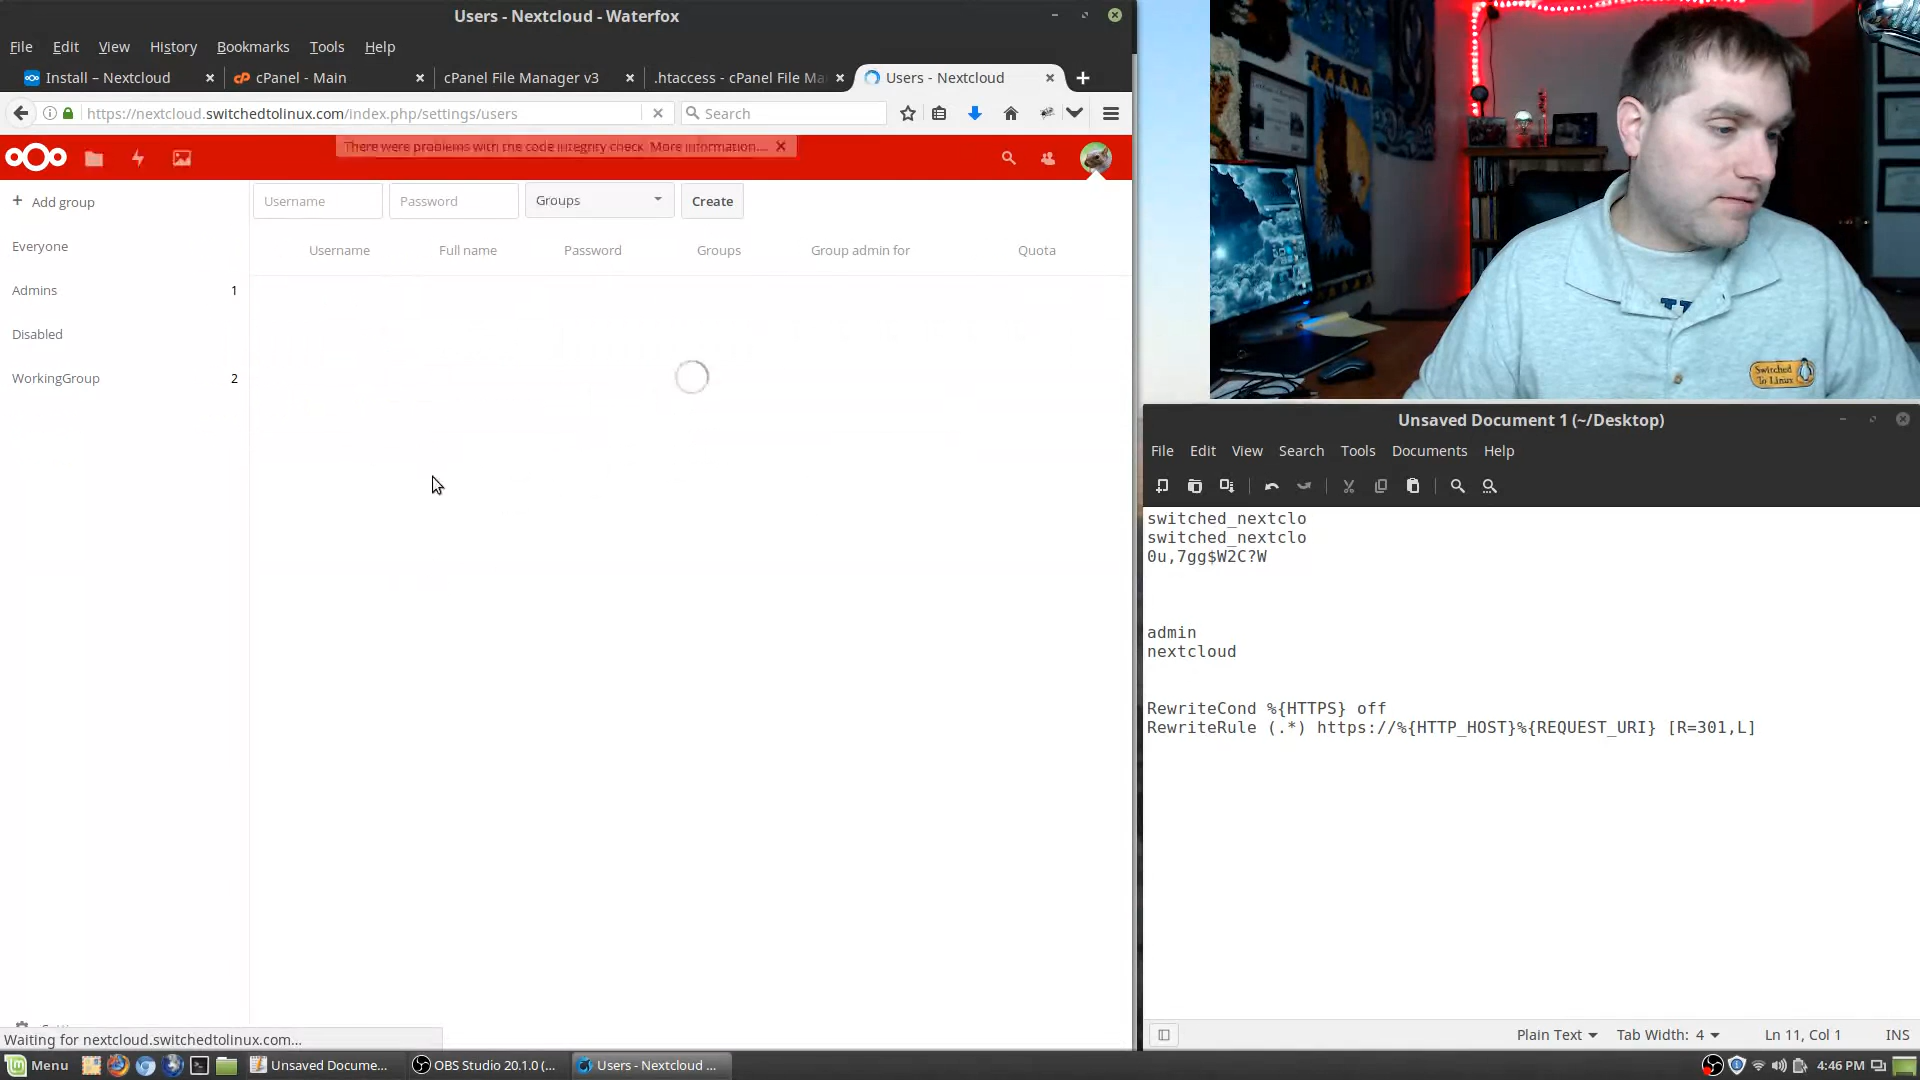 Users - Nextcloud - Waterfox
File Edit View History Bookmarks Tools Help
Install – Nextcloud
cPanel - Main
cPanel File Manager v3
.htaccess - cPanel File Ma
Users - Nextcloud
https://nextcloud.switchedtolinux.com/index.php/settings/users
Search
There were problems with the code integrity check. More information…
Add group
Username
Password
Groups
Create
Username Full name Password Groups Group admin for Quota
Everyone
Admins 1
Disabled
WorkingGroup 2
Waiting for nextcloud.switchedtolinux.com...
Switched
To Linux
Unsaved Document 1 (~/Desktop)
File Edit View Search Tools Documents Help
switched_nextclo
switched_nextclo
0u,7gg$W2C?W
admin
nextcloud
RewriteCond %{HTTPS} off
RewriteRule (.*) https://%{HTTP_HOST}%{REQUEST_URI} [R=301,L]
Plain Text Tab Width: 4 Ln 11, Col 1 INS
Menu
Unsaved Docume...
OBS Studio 20.1.0 (...
Users - Nextcloud ...
4:46 PM